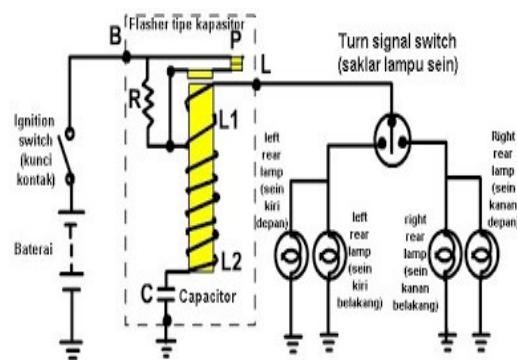 Flasher tipe kapasitor
B
P
L
Turn signal switch
(saklar lampu sein)
R
L1
Ignition
switch
(kunci
kontak)
left
rear
lamp
(sein
kiri
depan)
Right
rear
lamp
(sein
kanan
depan)
left
rear
lamp
(sein
kiri
belakang)
right
rear
lamp
(sein
kanan
belakang)
Baterai
L2
C
Capacitor